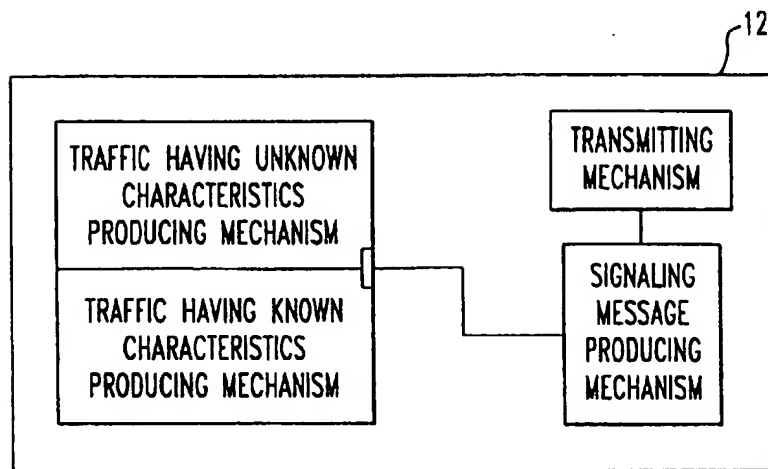 12
TRAFFIC HAVING UNKNOWN
CHARACTERISTICS
PRODUCING MECHANISM
TRAFFIC HAVING KNOWN
CHARACTERISTICS
PRODUCING MECHANISM
TRANSMITTING
MECHANISM
SIGNALING
MESSAGE
PRODUCING
MECHANISM